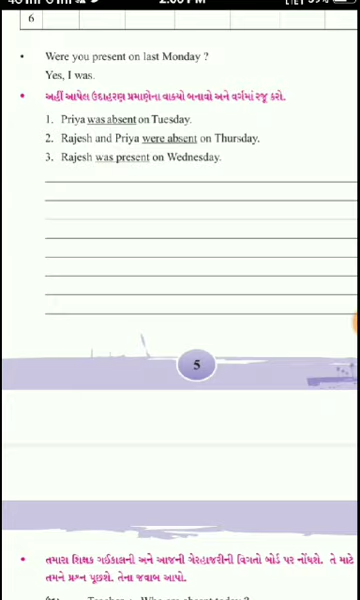 6
• Were you present on last Monday ?
Yes, I was.
• અહીં આપેલ ઉદાહરણ પ્રમાણેના વાક્યો બનાવો અને વર્ગમાં રજૂ કરો.
1. Priya was absent on Tuesday.
2. Rajesh and Priya were absent on Thursday.
3. Rajesh was present on Wednesday.
5
• તમારા શિક્ષક ગઈકાલની અને આજની ગેરહાજરીની વિગતો બોર્ડ પર નોંધશે. તે માટે
તમને પ્રશ્ન પૂછશે. તેના જવાબ આપો.
Teacher : Who are absent today ?